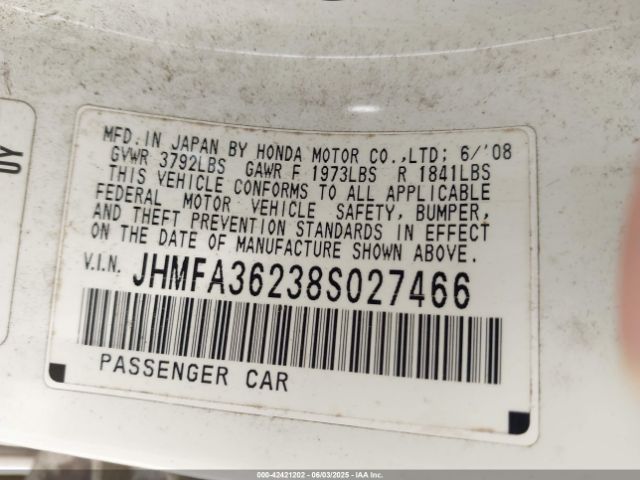 MFD. IN JAPAN BY HONDA MOTOR CO.,LTD; 6/'08
GVWR 3792LBS GAWR F 1973LBS R 1841LBS
THIS VEHICLE CONFORMS TO ALL APPLICABLE
FEDERAL MOTOR VEHICLE SAFETY, BUMPER,
AND THEFT PREVENTION STANDARDS IN EFFECT
ON THE DATE OF MANUFACTURE SHOWN ABOVE.
V.I.N. JHMFA36238S027466
PASSENGER CAR
OY
000-42421202 - 06/03/2025 - IAA Inc.